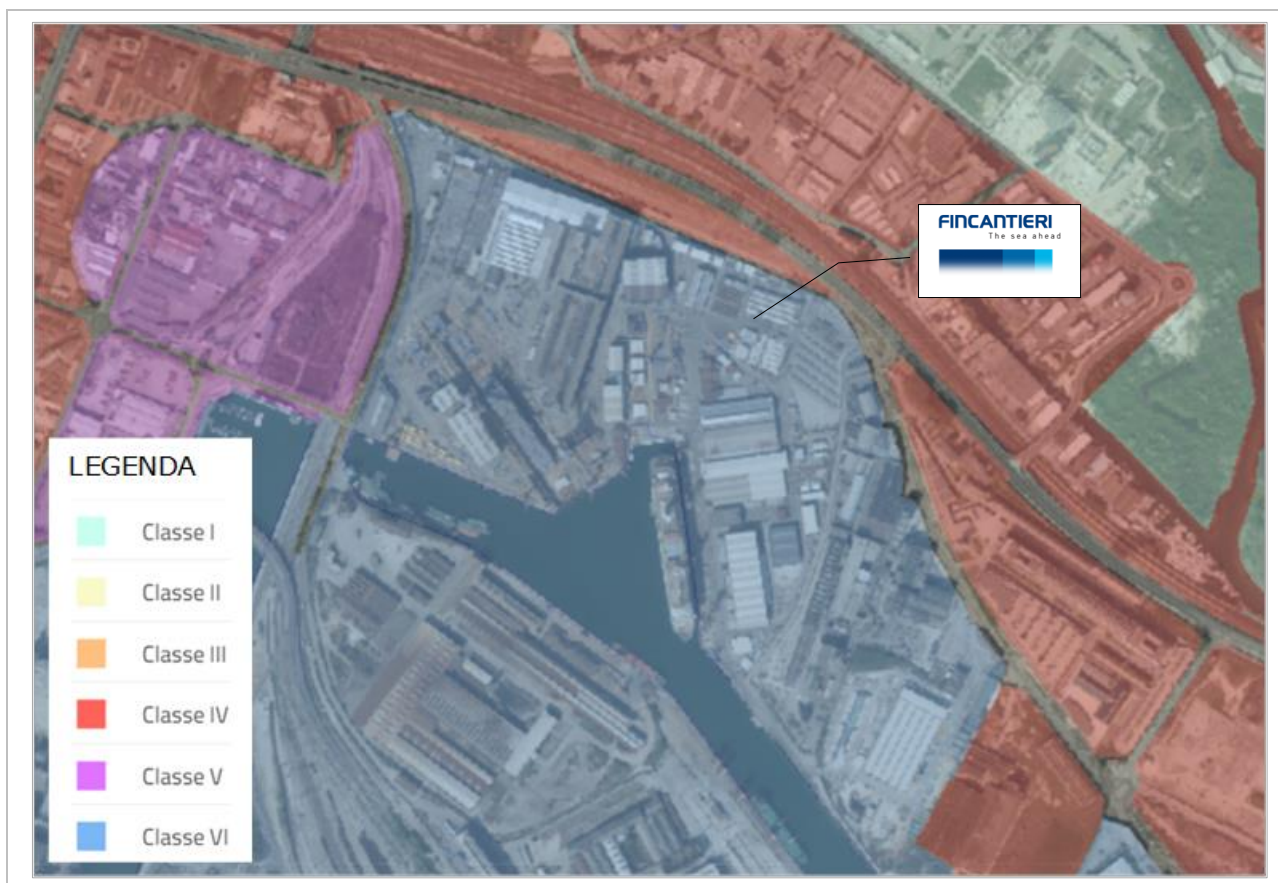 FINCANTIERI
The sea ahead
LEGENDA
Classe I
Classe II
Classe III
Classe IV
Classe V
Classe VI